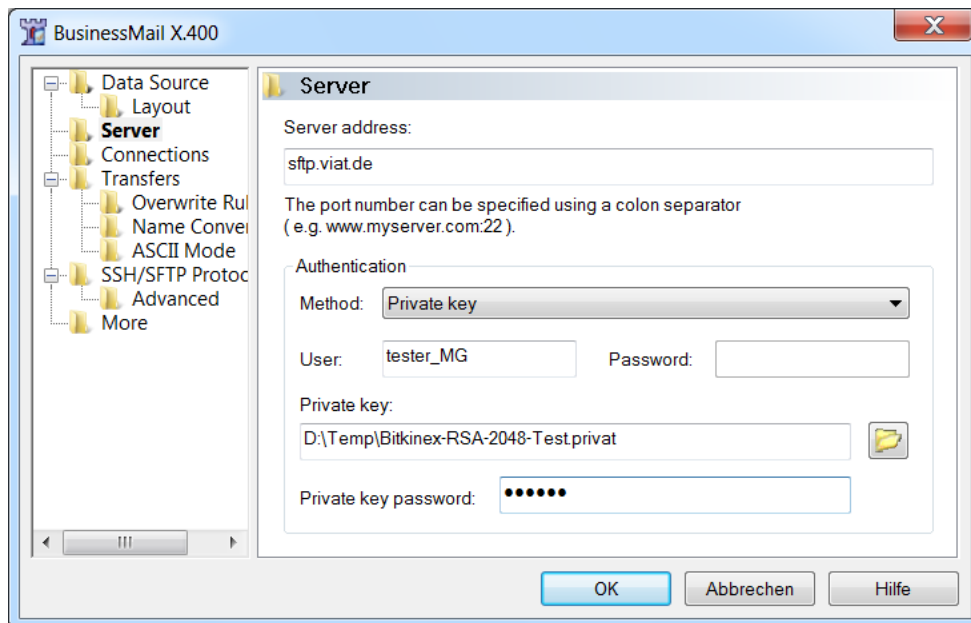 BusinessMail X.400
Data Source
Layout
Server
Connections
Transfers
Overwrite Rul
Name Conver
ASCII Mode
SSH/SFTP Protoc
Advanced
More
Server
Server address:
sftp.viat.de
The port number can be specified using a colon separator
( e.g. www.myserver.com:22 ).
Authentication
Method: Private key
User: tester_MG Password:
Private key:
D:\Temp\Bitkinex-RSA-2048-Test.privat
Private key password: ●●●●●●
OK Abbrechen Hilfe